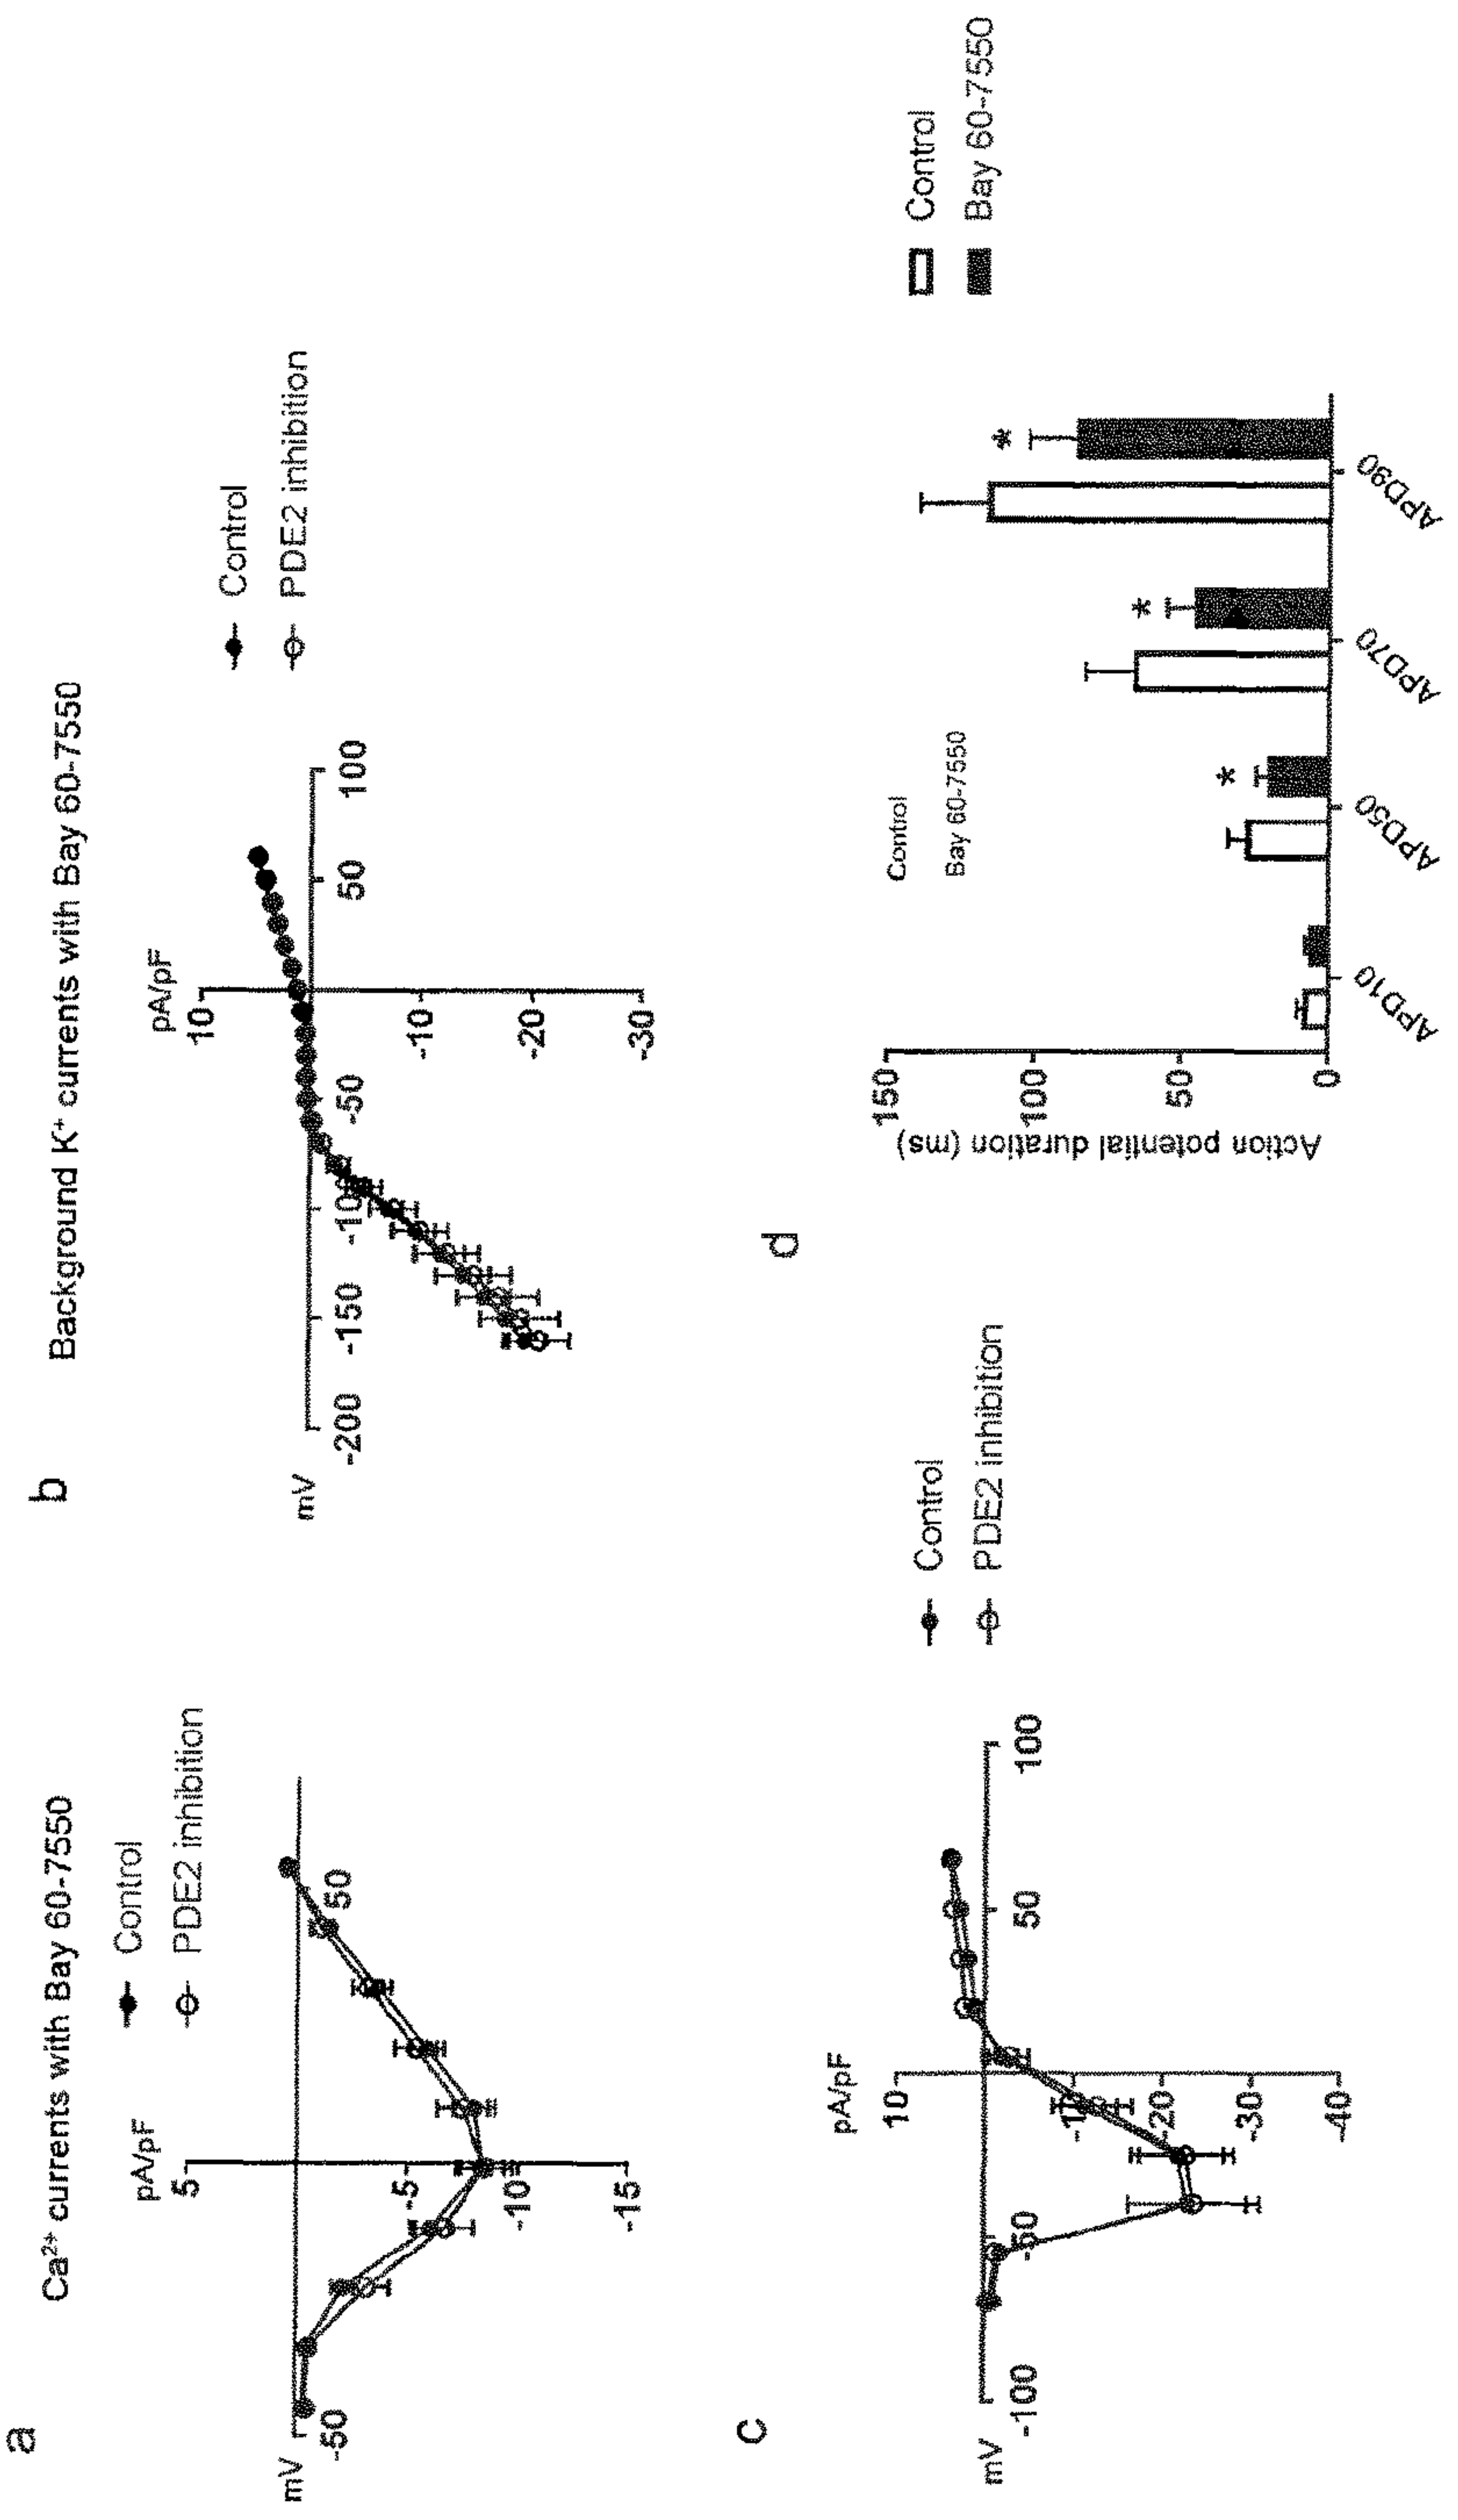 a
Ca²⁺ currents with Bay 60-7550
Control
PDE2 inhibition
pA/pF
5
-5
-10
-15
mV
-50
50
b
Background K⁺ currents with Bay 60-7550
Control
PDE2 inhibition
pA/pF
10
-10
-20
-30
mV
-200
-150
-100
-50
50
100
c
Control
PDE2 inhibition
pA/pF
10
-10
-20
-30
-40
mV
-100
-50
50
100
d
Control
Bay 60-7550
Control
Bay 60-7550
Action potential duration (ms)
150
100
50
0
*
*
*
APD10
APD50
APD70
APD90